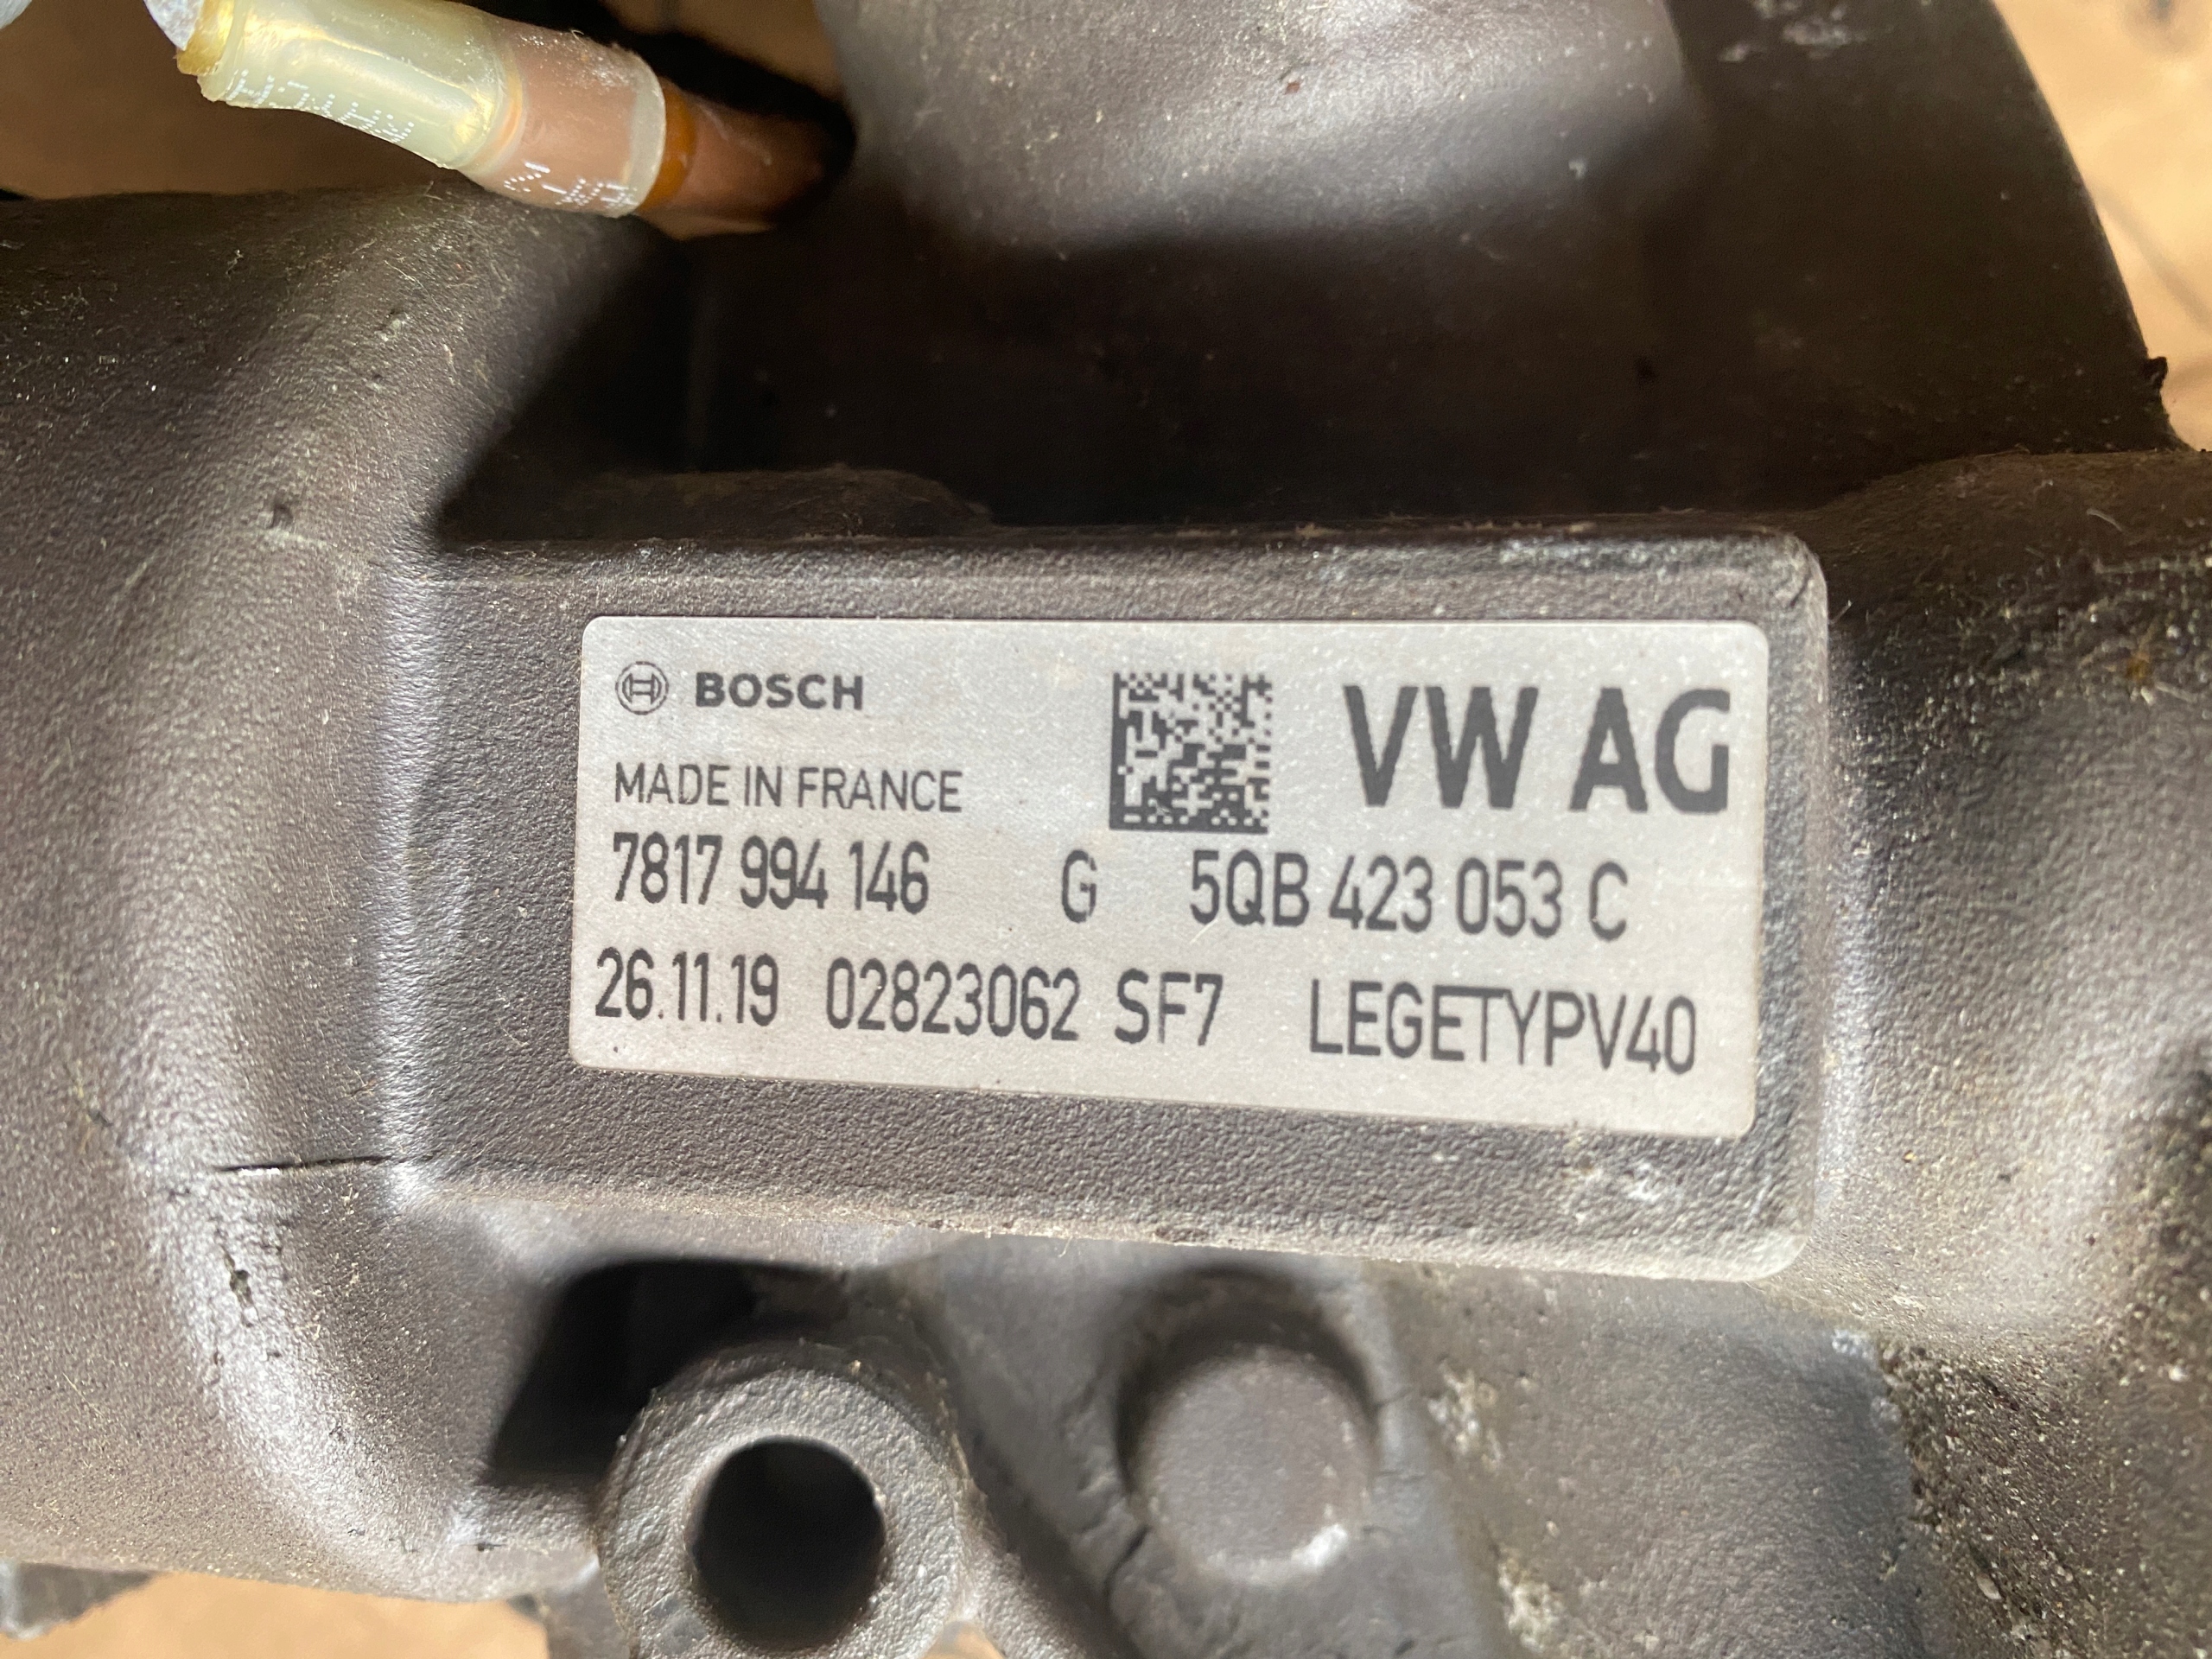 BOSCH
VW AG
MADE IN FRANCE
7817 994 146 G 5QB 423 053 C
26.11.19 02823062 SF7 LEGETYPV40